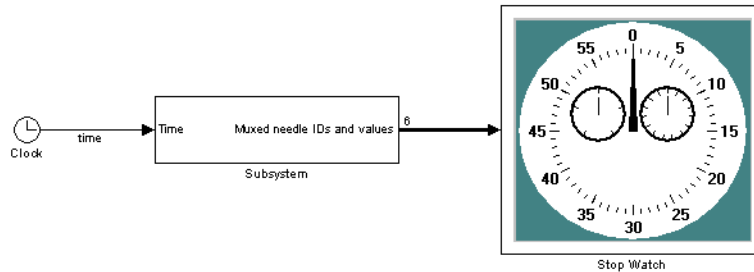 0
55
5
50
10
6
Time
Muxed needle IDs and values
45
15
time
Clock
Subsystem
40
20
35
25
30
Stop Watch